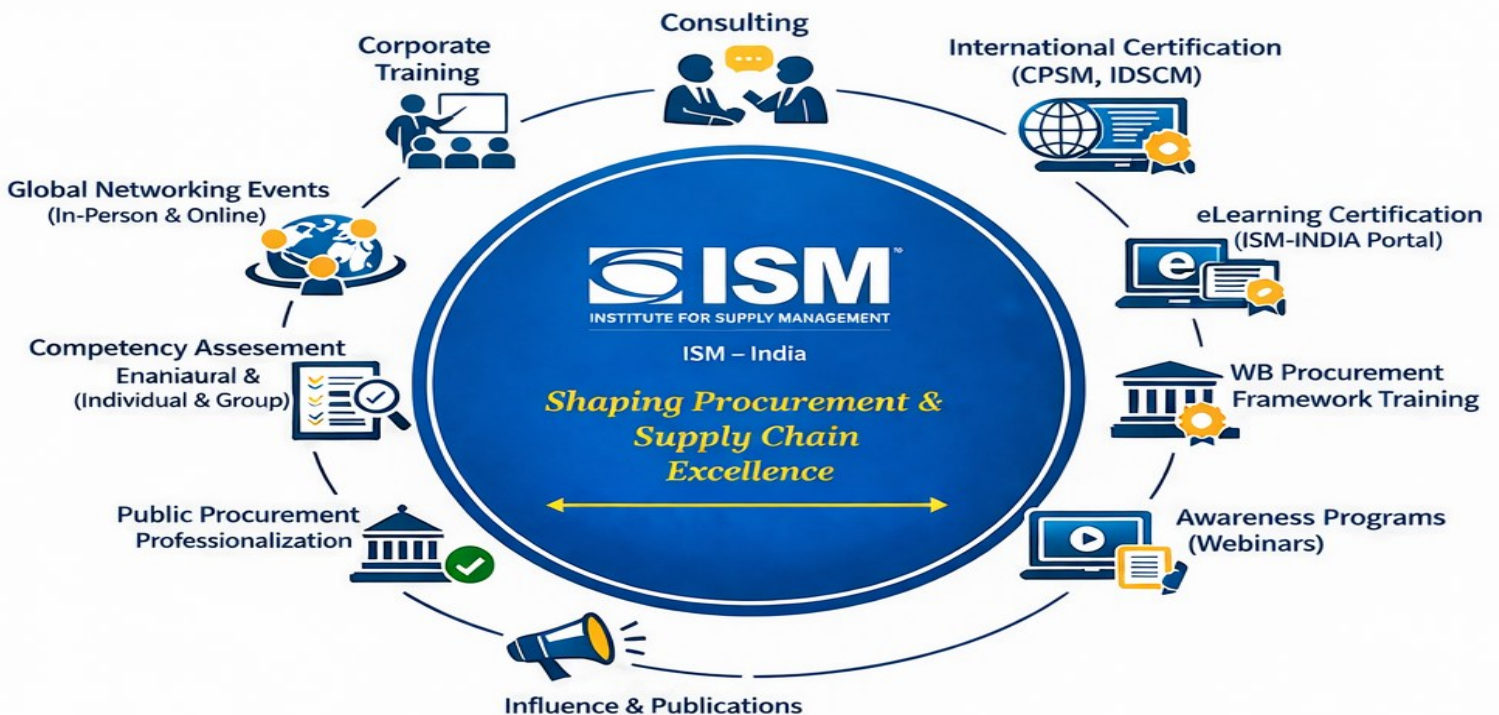 Consulting
Corporate
Training
International Certification
(CPSM, IDSCM)
Global Networking Events
(In-Person & Online)
eLearning Certification
(ISM-INDIA Portal)
e
ISM
INSTITUTE FOR SUPPLY MANAGEMENT
ISM – India
Shaping Procurement &
Supply Chain
Excellence
Competency Assesement
Enaniaural &
(Individual & Group)
WB Procurement
Framework Training
Public Procurement
Professionalization
Awareness Programs
(Webinars)
Influence & Publications